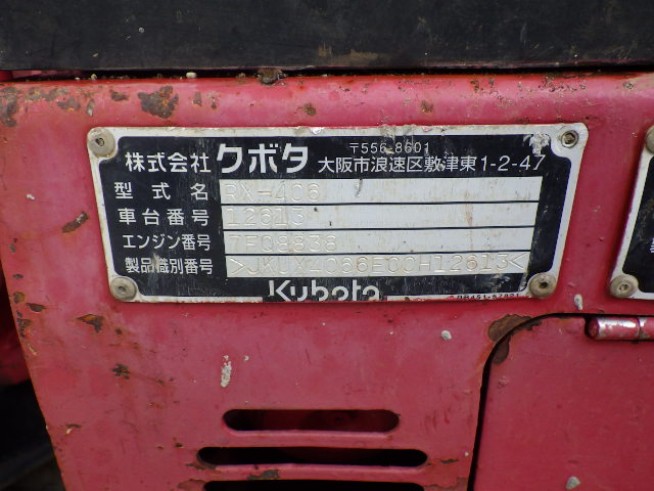 株式会社クボタ
〒556-8601
大阪市浪速区敷津東1-2-47
型式名 RX-406
車台番号 12613
エンジン番号 7FQ9938
製品識別番号
Kubota